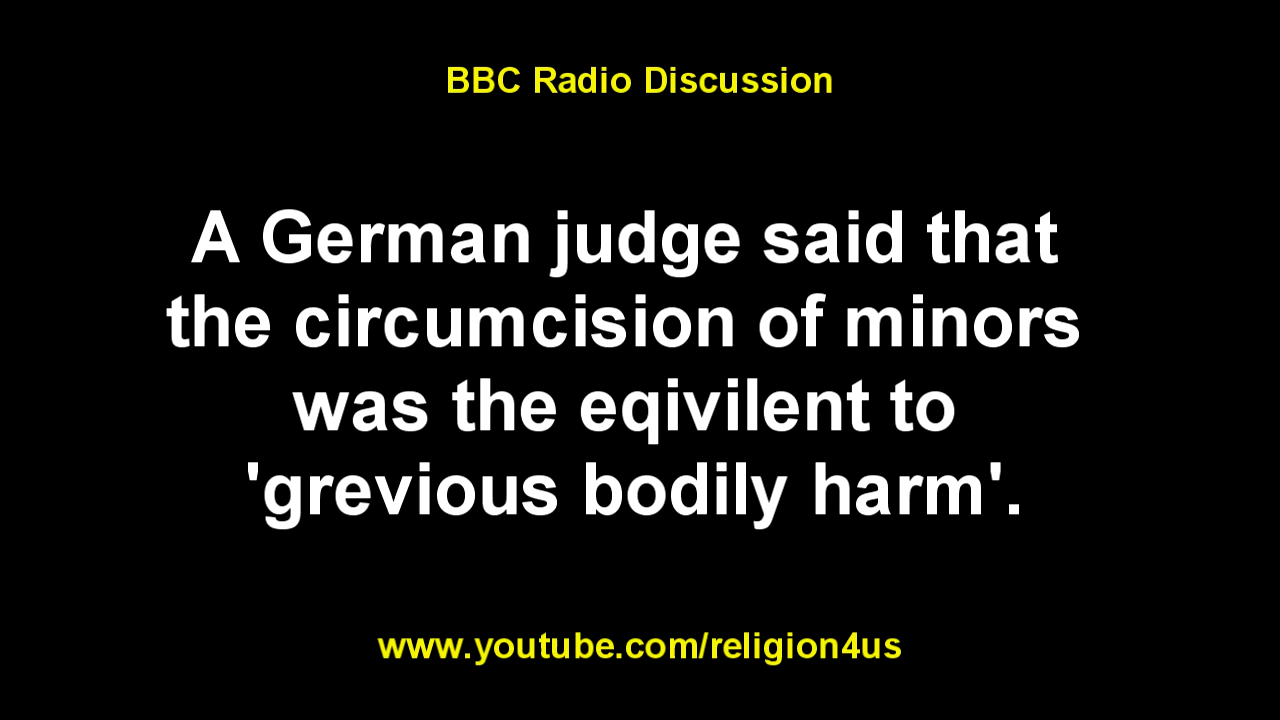 BBC Radio Discussion
A German judge said that
the circumcision of minors
was the eqivilent to
'grevious bodily harm'.
www.youtube.com/religion4us